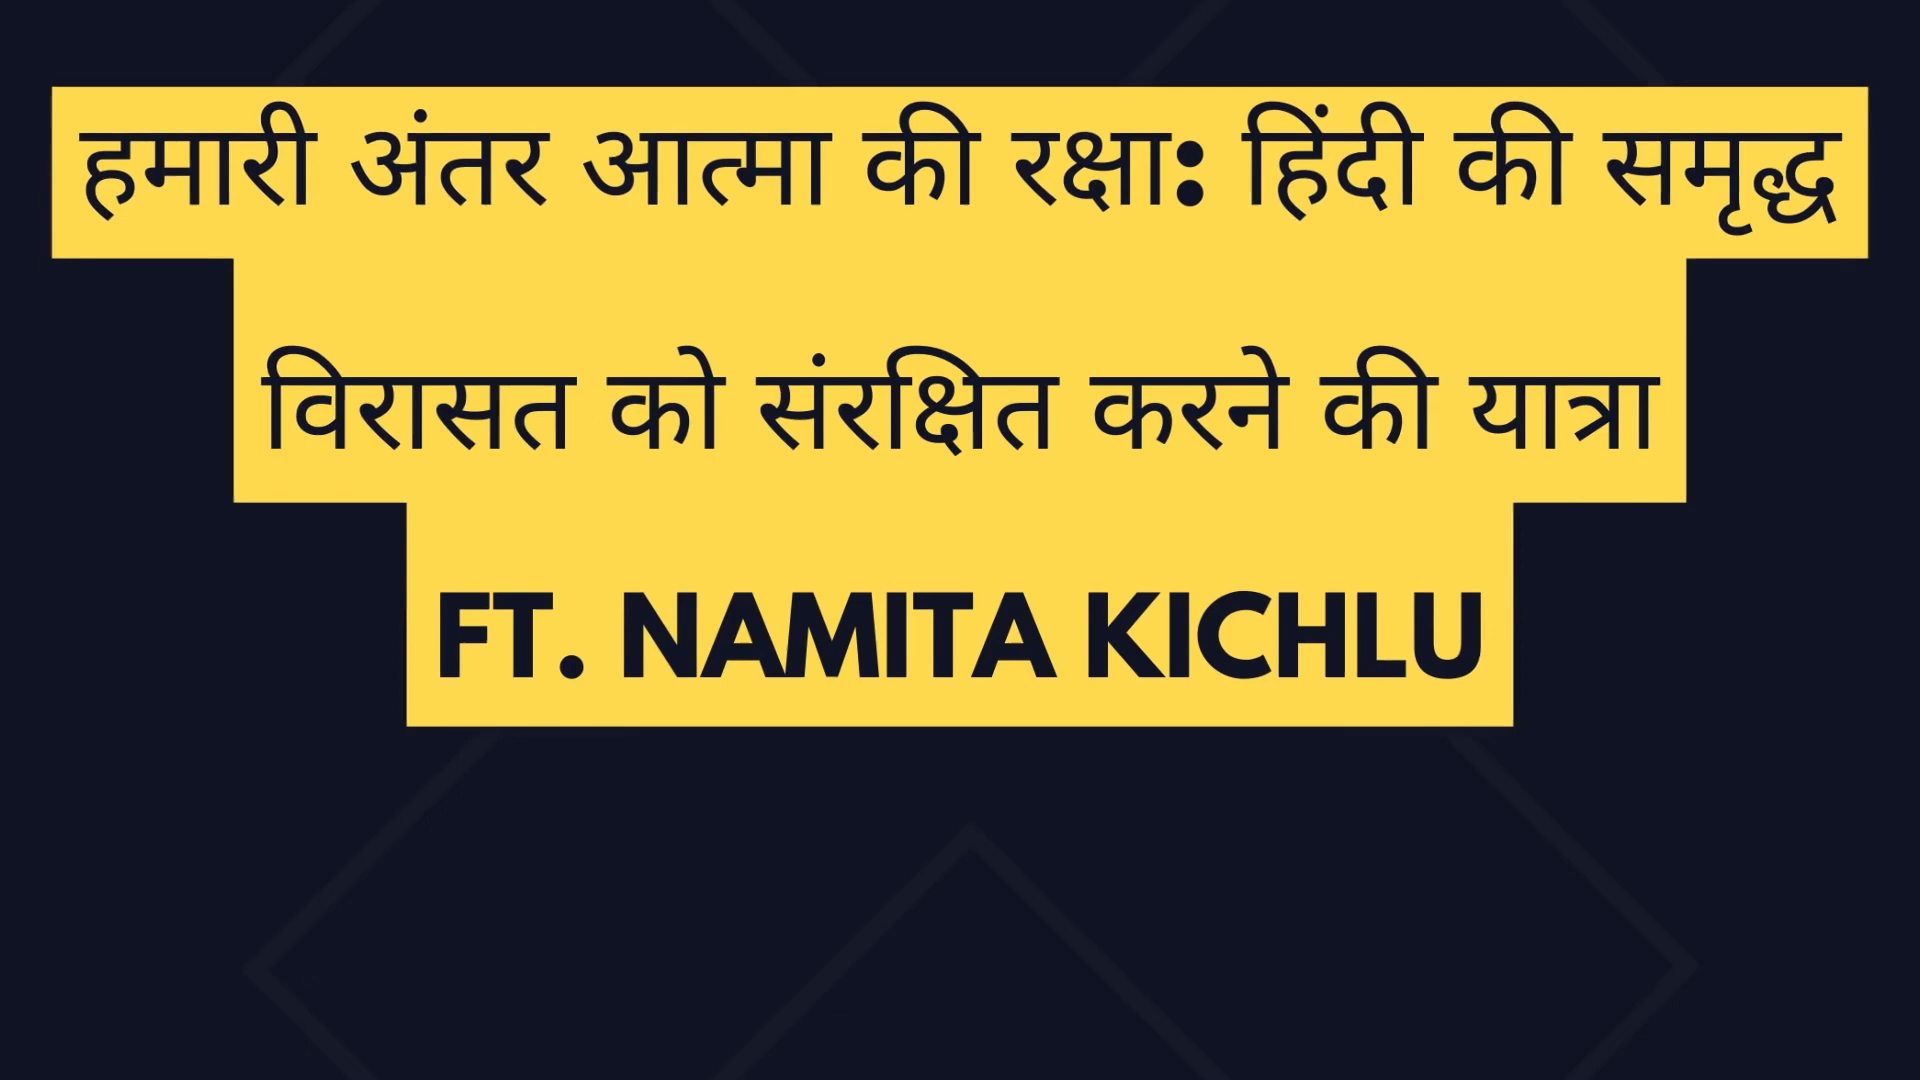 हमारी अंतर आत्मा की रक्षा: हिंदी की समृद्ध
विरासत को संरक्षित करने की यात्रा
FT. NAMITA KICHLU